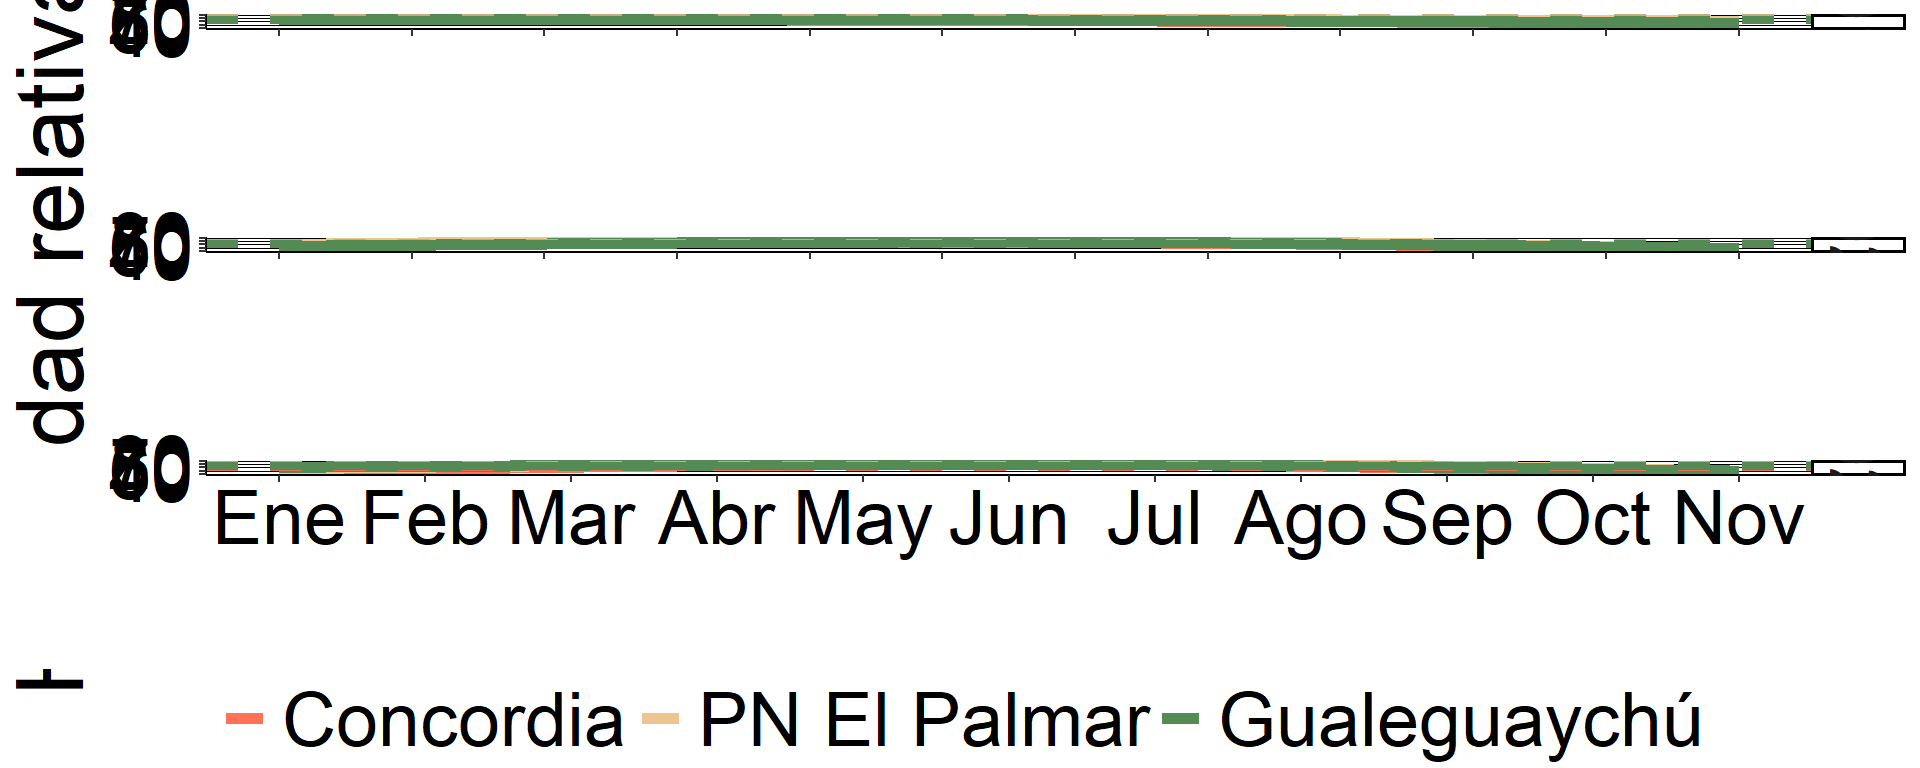 dad relativa
Ene Feb Mar Abr May Jun Jul Ago Sep Oct Nov
Concordia PN El Palmar Gualeguaychú